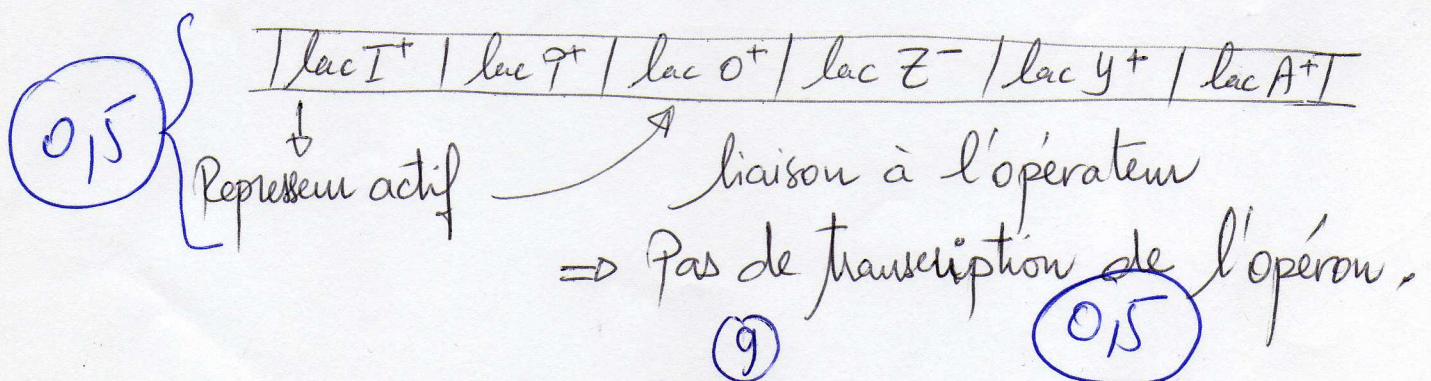 | lac I⁺ | lac P⁺ | lac O⁺ | lac Z⁻ | lac Y⁺ | lac A⁺ |
0,5
↓
Represseur actif → liaison à l'opérateur
=> Pas de transcription de l'opéron.
0,5
9